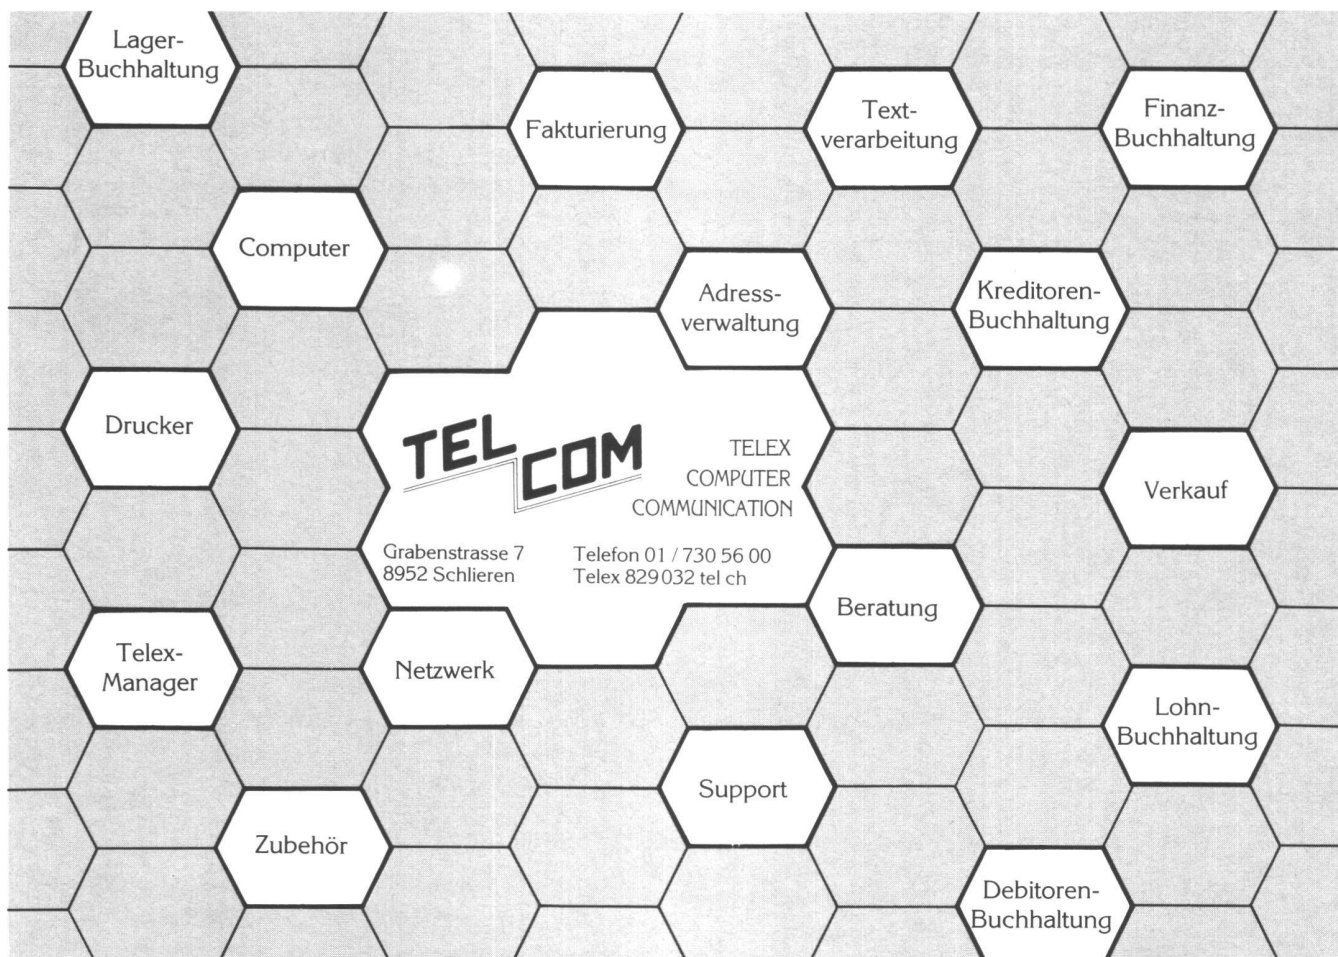 Lager-
Buchhaltung
Fakturierung
Text-
verarbeitung
Finanz-
Buchhaltung
Computer
Adress-
verwaltung
Kreditoren-
Buchhaltung
Drucker
TEL COM
TELEX
COMPUTER
COMMUNICATION
Verkauf
Grabenstrasse 7
8952 Schlieren
Telefon 01 / 730 56 00
Telex 829 032 tel ch
Beratung
Telex-
Manager
Netzwerk
Lohn-
Buchhaltung
Support
Zubehör
Debitoren-
Buchhaltung